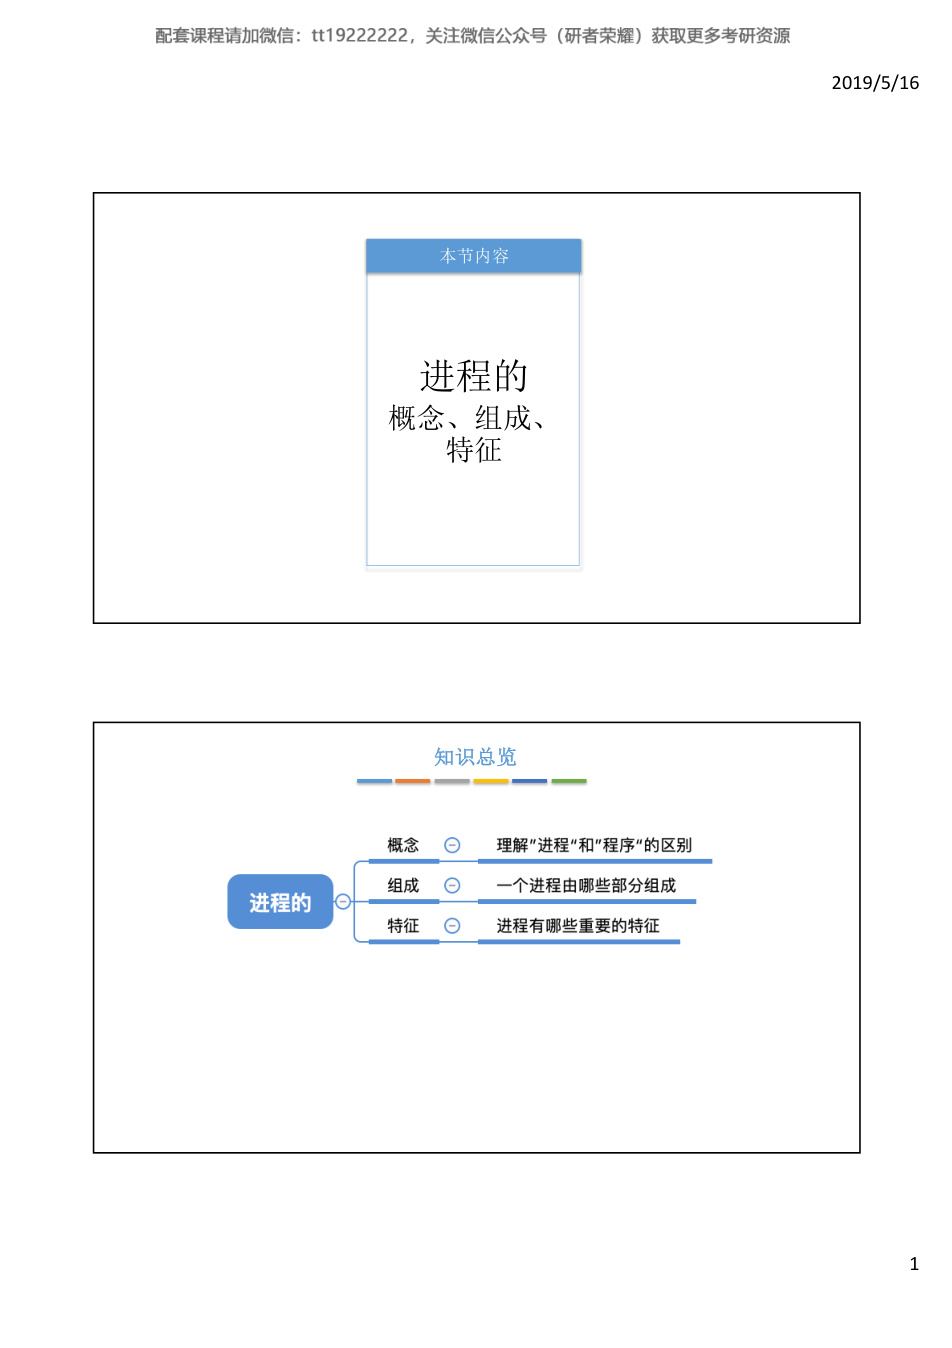 配套课程请加微信：tt19222222，关注微信公众号（研者荣耀）获取更多考研资源
2019/5/16
本节内容
进程的
概念、组成、
特征
知识总览
进程的
概念
理解”进程“和”程序“的区别
组成
一个进程由哪些部分组成
特征
进程有哪些重要的特征
1